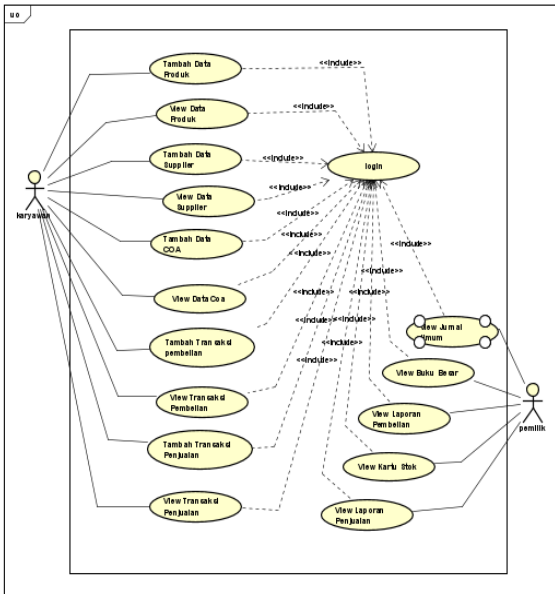 uc
Tambah Data
Produk
<<include>>
View Data
Produk
<<include>>
Tambah Data
Supplier
<<include>>
login
View Data
Supplier
<<include>>
karyawan
Tambah Data
COA
<<include>>
<<include>>
<<include>>
<<include>>
View Data Coa
<<include>>
<<include>>
<<include>>
View Jurnal
Umum
Tambah Transaksi
pembelian
<<include>>
<<include>>
<<include>>
View Buku Besar
View Transaksi
Pembelian
pemilik
View Laporan
Pembelian
Tambah Transaksi
Penjualan
View Kartu Stok
View Transaksi
Penjualan
View Laporan
Penjualan